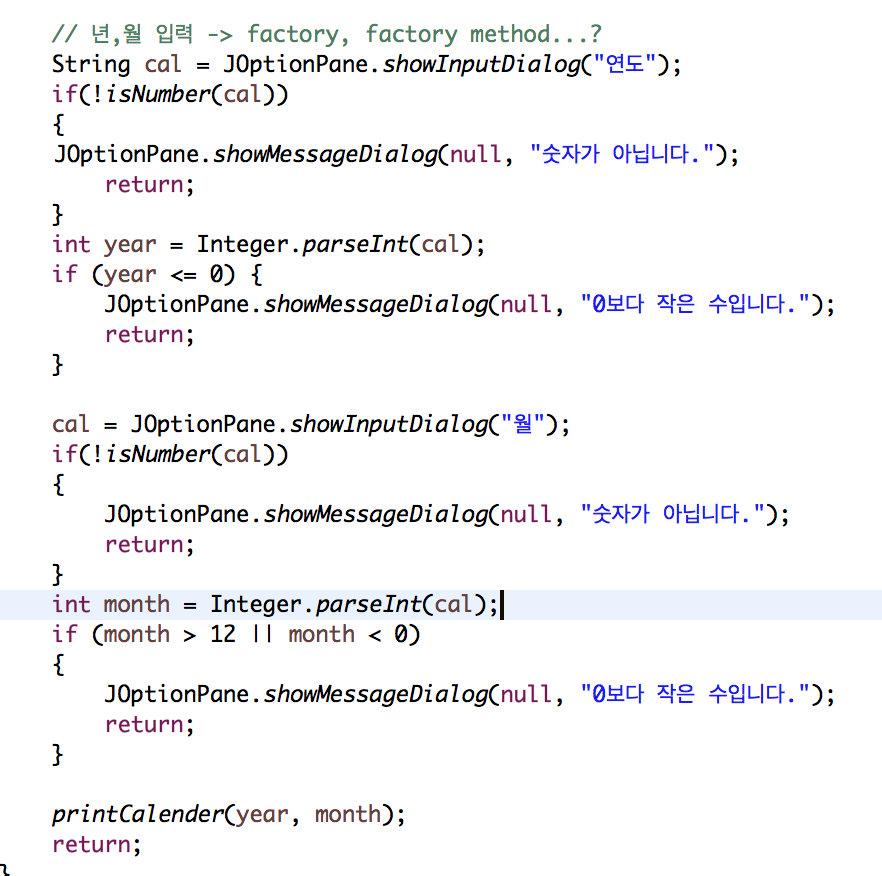 // 년,월 입력 -> factory, factory method...?
String cal = JOptionPane.showInputDialog("연도");
if(!isNumber(cal))
{
JOptionPane.showMessageDialog(null, "숫자가 아닙니다.");
return;
}
int year = Integer.parseInt(cal);
if (year <= 0) {
JOptionPane.showMessageDialog(null, "0보다 작은 수입니다.");
return;
}
cal = JOptionPane.showInputDialog("월");
if(!isNumber(cal))
{
JOptionPane.showMessageDialog(null, "숫자가 아닙니다.");
return;
}
int month = Integer.parseInt(cal);
if (month > 12 || month < 0)
{
JOptionPane.showMessageDialog(null, "0보다 작은 수입니다.");
return;
}
printCalender(year, month);
return;
}